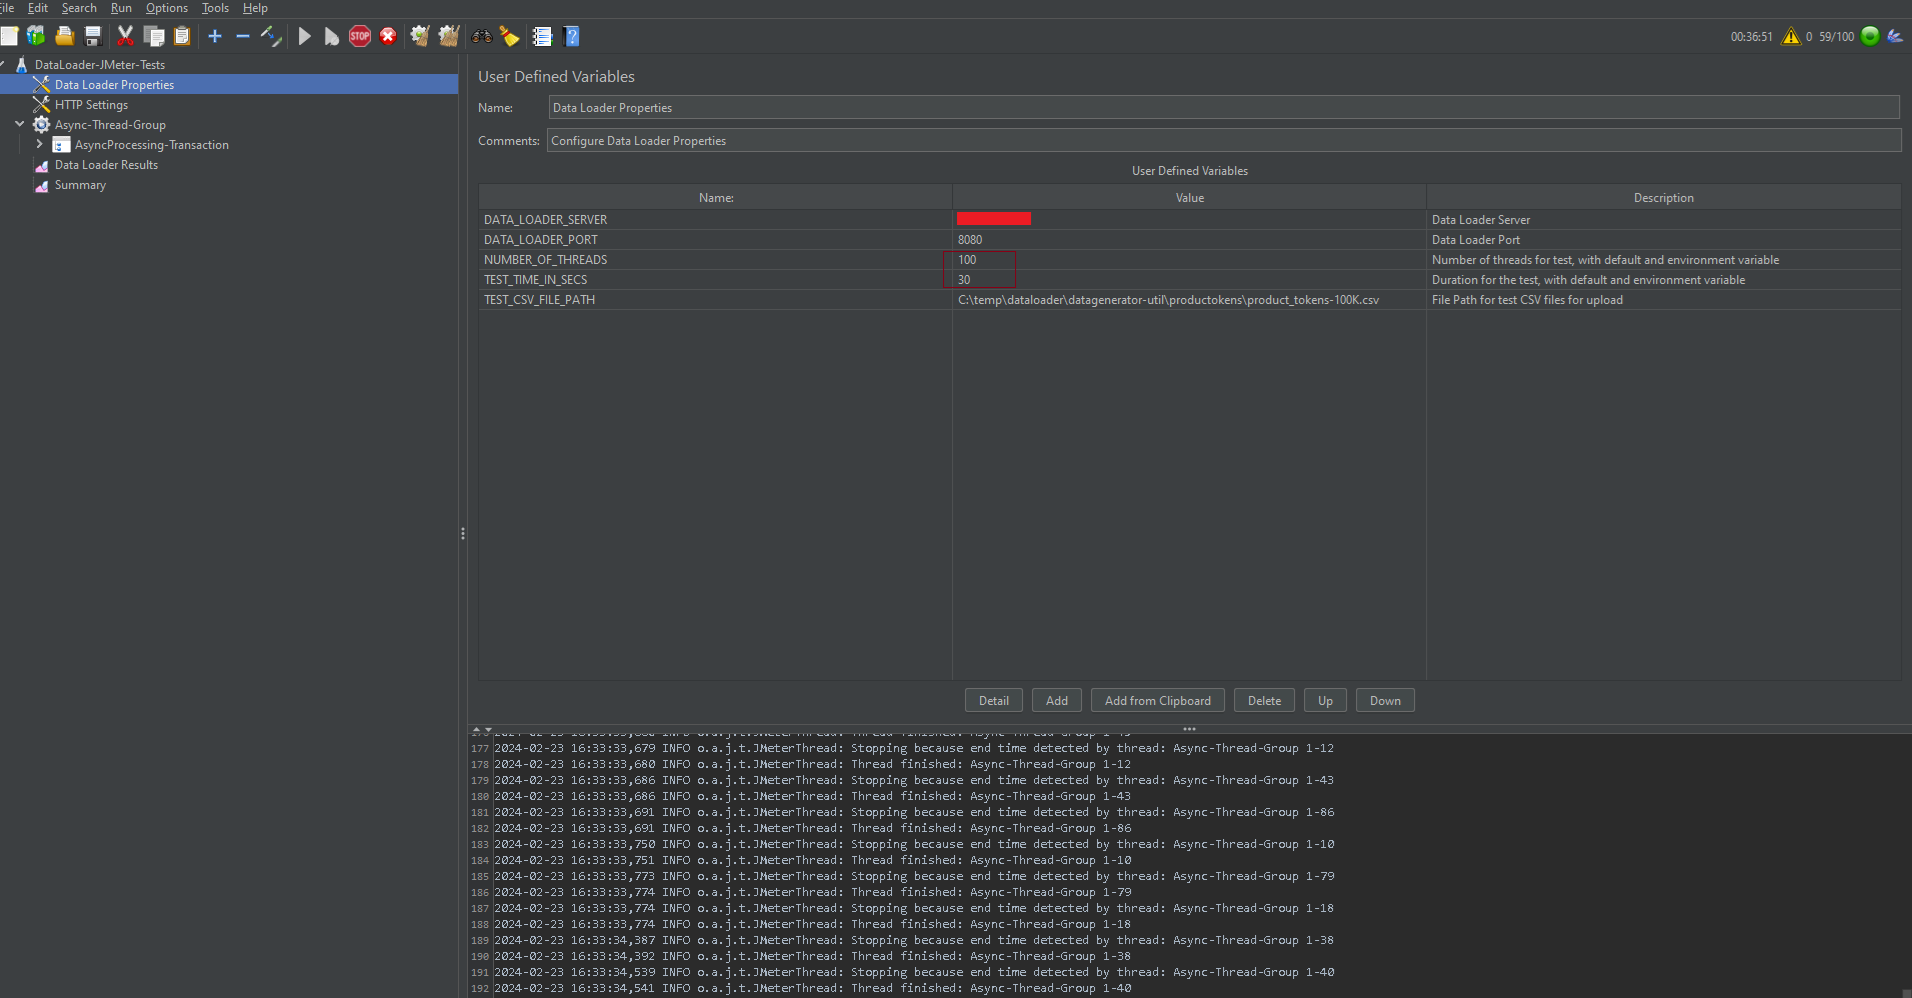 File Edit Search Run Options Tools Help
STOP
00:36:51 0 59/100
DataLoader-JMeter-Tests
Data Loader Properties
HTTP Settings
Async-Thread-Group
AsyncProcessing-Transaction
Data Loader Results
Summary
User Defined Variables
Name: Data Loader Properties
Comments: Configure Data Loader Properties
User Defined Variables
Name: Value Description
DATA_LOADER_SERVER Data Loader Server
DATA_LOADER_PORT 8080 Data Loader Port
NUMBER_OF_THREADS 100 Number of threads for test, with default and environment variable
TEST_TIME_IN_SECS 30 Duration for the test, with default and environment variable
TEST_CSV_FILE_PATH C:\temp\dataloader\datagenerator-util\productokens\product_tokens-100K.csv File Path for test CSV files for upload
Detail Add Add from Clipboard Delete Up Down
177 2024-02-23 16:33:33,679 INFO o.a.j.t.JMeterThread: Stopping because end time detected by thread: Async-Thread-Group 1-12
178 2024-02-23 16:33:33,680 INFO o.a.j.t.JMeterThread: Thread finished: Async-Thread-Group 1-12
179 2024-02-23 16:33:33,686 INFO o.a.j.t.JMeterThread: Stopping because end time detected by thread: Async-Thread-Group 1-43
180 2024-02-23 16:33:33,686 INFO o.a.j.t.JMeterThread: Thread finished: Async-Thread-Group 1-43
181 2024-02-23 16:33:33,691 INFO o.a.j.t.JMeterThread: Stopping because end time detected by thread: Async-Thread-Group 1-86
182 2024-02-23 16:33:33,691 INFO o.a.j.t.JMeterThread: Thread finished: Async-Thread-Group 1-86
183 2024-02-23 16:33:33,750 INFO o.a.j.t.JMeterThread: Stopping because end time detected by thread: Async-Thread-Group 1-10
184 2024-02-23 16:33:33,751 INFO o.a.j.t.JMeterThread: Thread finished: Async-Thread-Group 1-10
185 2024-02-23 16:33:33,773 INFO o.a.j.t.JMeterThread: Stopping because end time detected by thread: Async-Thread-Group 1-79
186 2024-02-23 16:33:33,774 INFO o.a.j.t.JMeterThread: Thread finished: Async-Thread-Group 1-79
187 2024-02-23 16:33:33,774 INFO o.a.j.t.JMeterThread: Stopping because end time detected by thread: Async-Thread-Group 1-18
188 2024-02-23 16:33:33,774 INFO o.a.j.t.JMeterThread: Thread finished: Async-Thread-Group 1-18
189 2024-02-23 16:33:34,387 INFO o.a.j.t.JMeterThread: Stopping because end time detected by thread: Async-Thread-Group 1-38
190 2024-02-23 16:33:34,392 INFO o.a.j.t.JMeterThread: Thread finished: Async-Thread-Group 1-38
191 2024-02-23 16:33:34,539 INFO o.a.j.t.JMeterThread: Stopping because end time detected by thread: Async-Thread-Group 1-40
192 2024-02-23 16:33:34,541 INFO o.a.j.t.JMeterThread: Thread finished: Async-Thread-Group 1-40